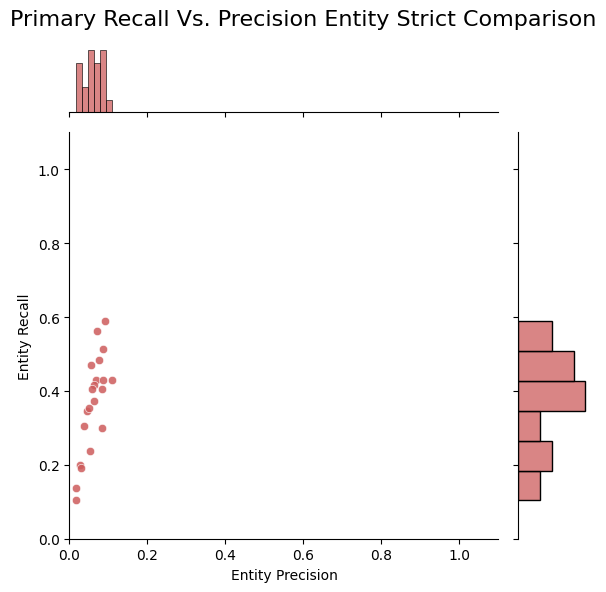 Primary Recall Vs. Precision Entity Strict Comparison
1.0
0.8
0.6
0.4
0.2
0.0
Entity Recall
0.0 0.2 0.4 0.6 0.8 1.0
Entity Precision